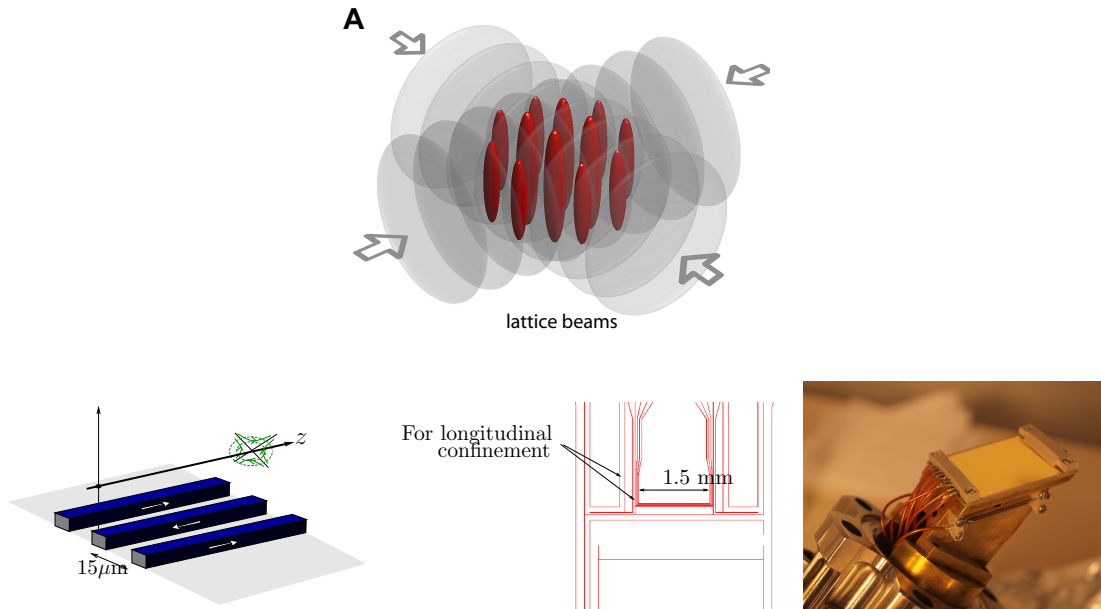 A
lattice beams
z
15μm
For longitudinal
confinement
1.5 mm